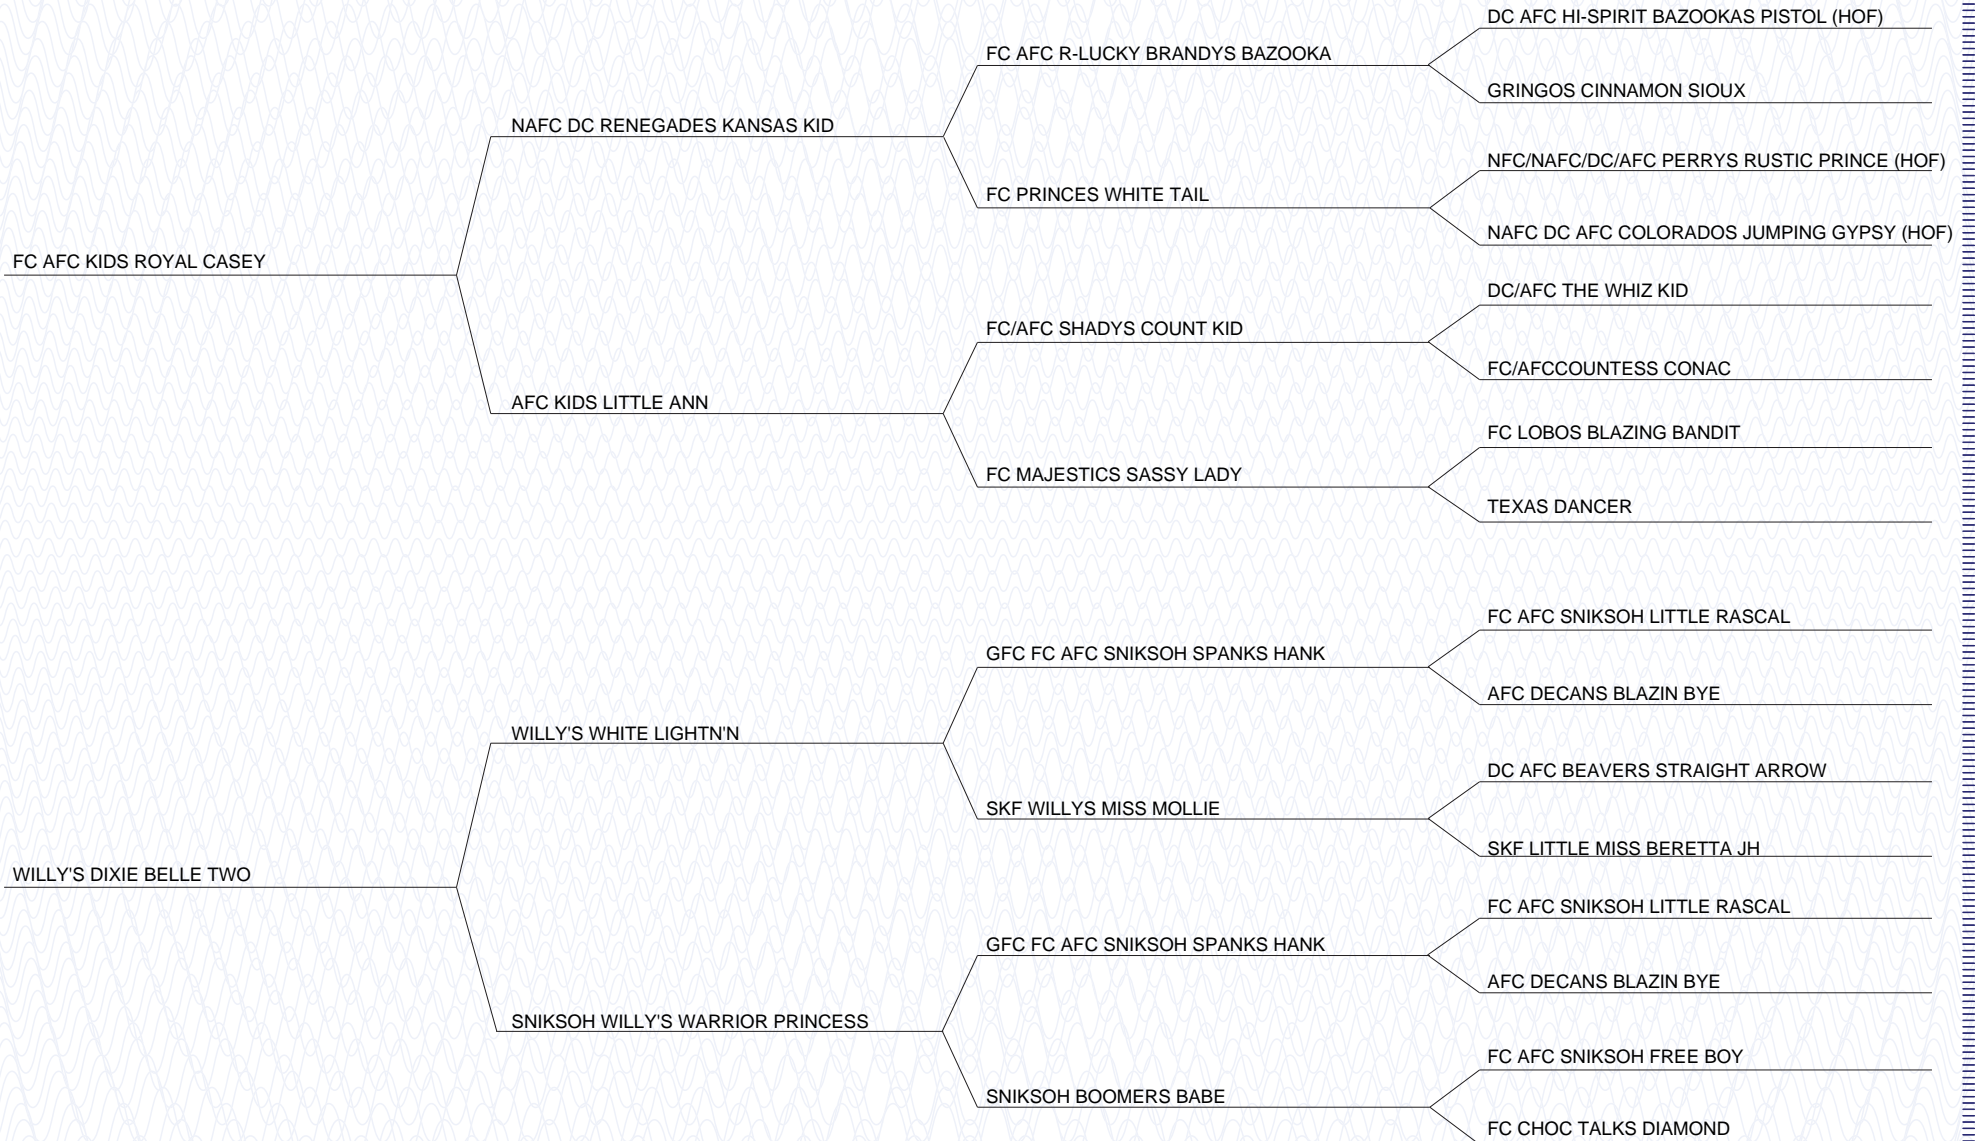 DC AFC HI-SPIRIT BAZOOKAS PISTOL (HOF)
FC AFC R-LUCKY BRANDYS BAZOOKA
GRINGOS CINNAMON SIOUX
NAFC DC RENEGADES KANSAS KID
NFC/NAFC/DC/AFC PERRYS RUSTIC PRINCE (HOF)
FC PRINCES WHITE TAIL
NAFC DC AFC COLORADOS JUMPING GYPSY (HOF)
FC AFC KIDS ROYAL CASEY
DC/AFC THE WHIZ KID
FC/AFC SHADYS COUNT KID
FC/AFCCOUNTESS CONAC
AFC KIDS LITTLE ANN
FC LOBOS BLAZING BANDIT
FC MAJESTICS SASSY LADY
TEXAS DANCER
FC AFC SNIKSOH LITTLE RASCAL
GFC FC AFC SNIKSOH SPANKS HANK
AFC DECANS BLAZIN BYE
WILLY'S WHITE LIGHTN'N
DC AFC BEAVERS STRAIGHT ARROW
SKF WILLYS MISS MOLLIE
SKF LITTLE MISS BERETTA JH
WILLY'S DIXIE BELLE TWO
FC AFC SNIKSOH LITTLE RASCAL
GFC FC AFC SNIKSOH SPANKS HANK
AFC DECANS BLAZIN BYE
SNIKSOH WILLY'S WARRIOR PRINCESS
FC AFC SNIKSOH FREE BOY
SNIKSOH BOOMERS BABE
FC CHOC TALKS DIAMOND